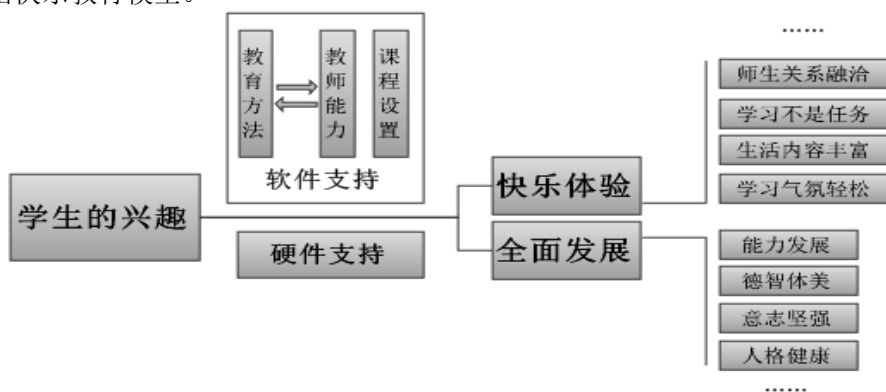 ……
教育方法
教师能力
课程设置
软件支持
学生的兴趣
硬件支持
快乐体验
全面发展
师生关系融洽
学习不是任务
生活内容丰富
学习气氛轻松
能力发展
德智体美
意志坚强
人格健康
……